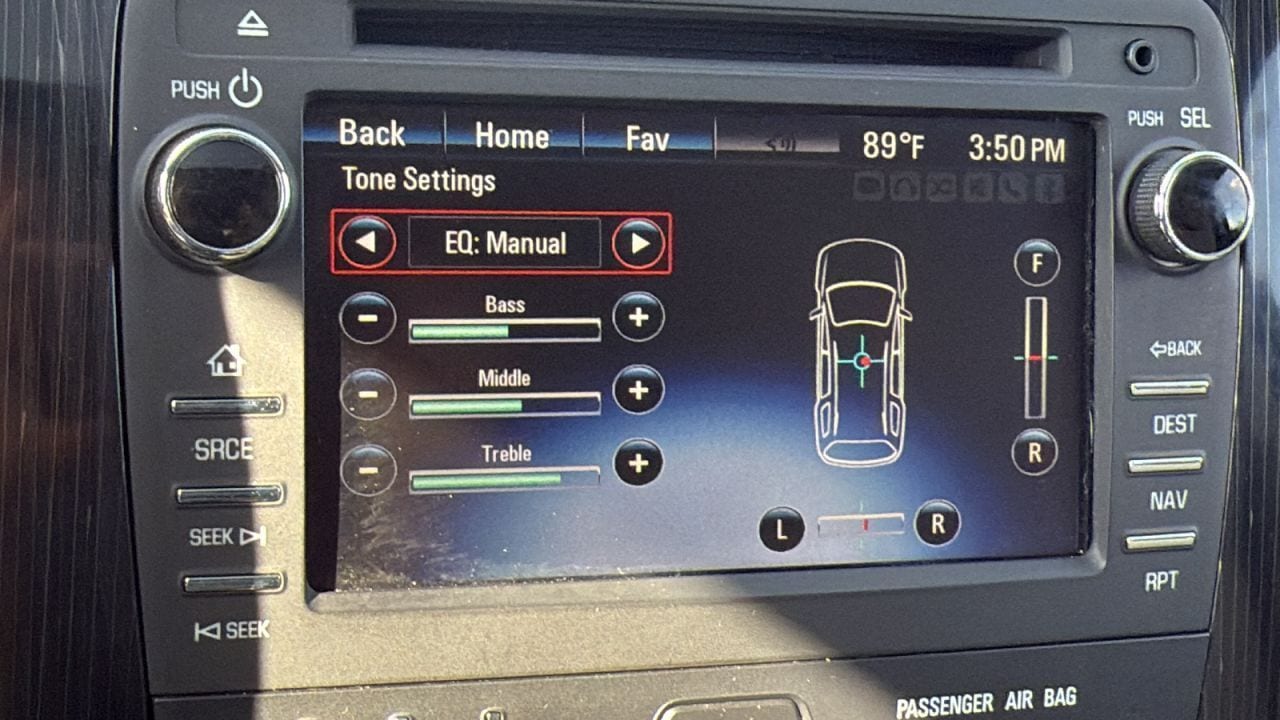 PUSH
PUSH SEL
Back Home Fav 89°F 3:50 PM
Tone Settings
EQ: Manual
F
Bass
- +
BACK
Middle
- +
DEST
SRCE
Treble
- +
R
NAV
L R
SEEK
RPT
SEEK
PASSENGER AIR BAG